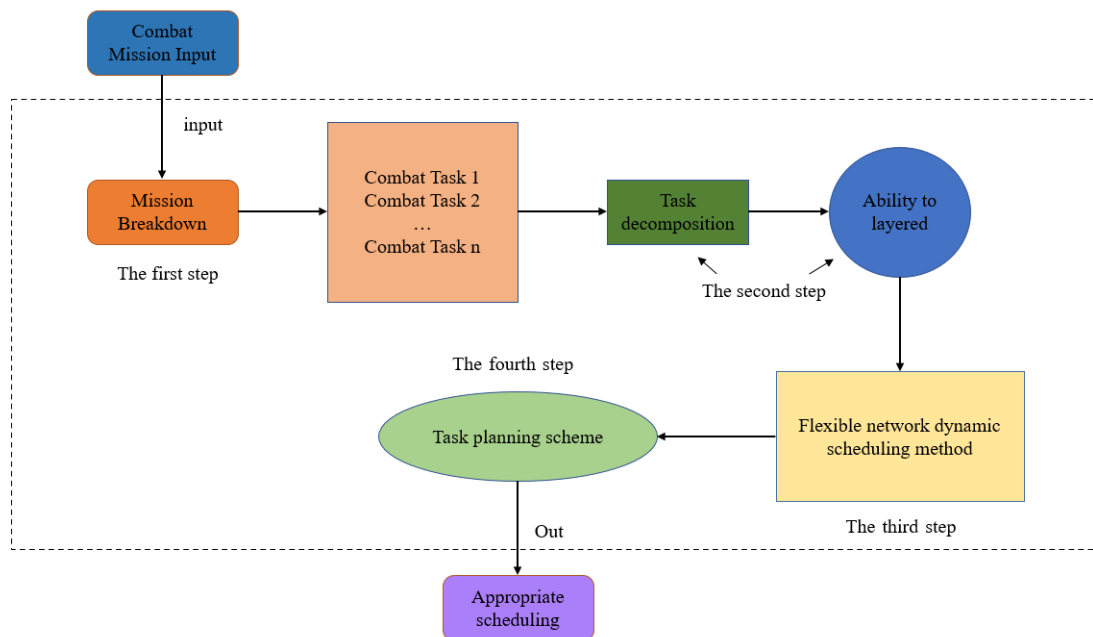 Combat
Mission Input
input
Mission
Breakdown
The first step
Combat Task 1
Combat Task 2
…
Combat Task n
Task
decomposition
Ability to
layered
The second step
The fourth step
Task planning scheme
Flexible network dynamic
scheduling method
The third step
Out
Appropriate
scheduling